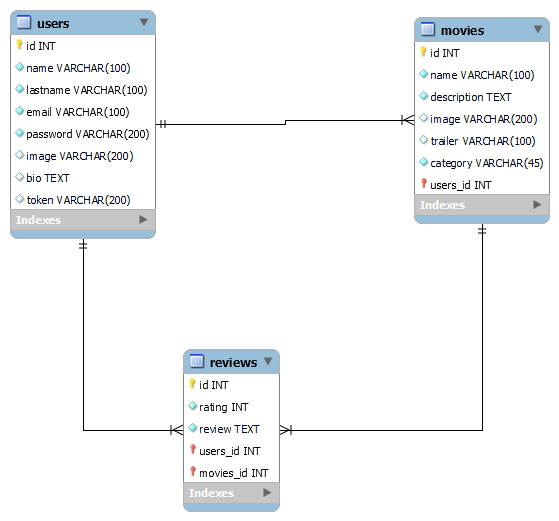 users
id INT
name VARCHAR(100)
lastname VARCHAR(100)
email VARCHAR(100)
password VARCHAR(200)
image VARCHAR(200)
bio TEXT
token VARCHAR(200)
Indexes
movies
id INT
name VARCHAR(100)
description TEXT
image VARCHAR(200)
trailer VARCHAR(100)
category VARCHAR(45)
users_id INT
Indexes
reviews
id INT
rating INT
review TEXT
users_id INT
movies_id INT
Indexes